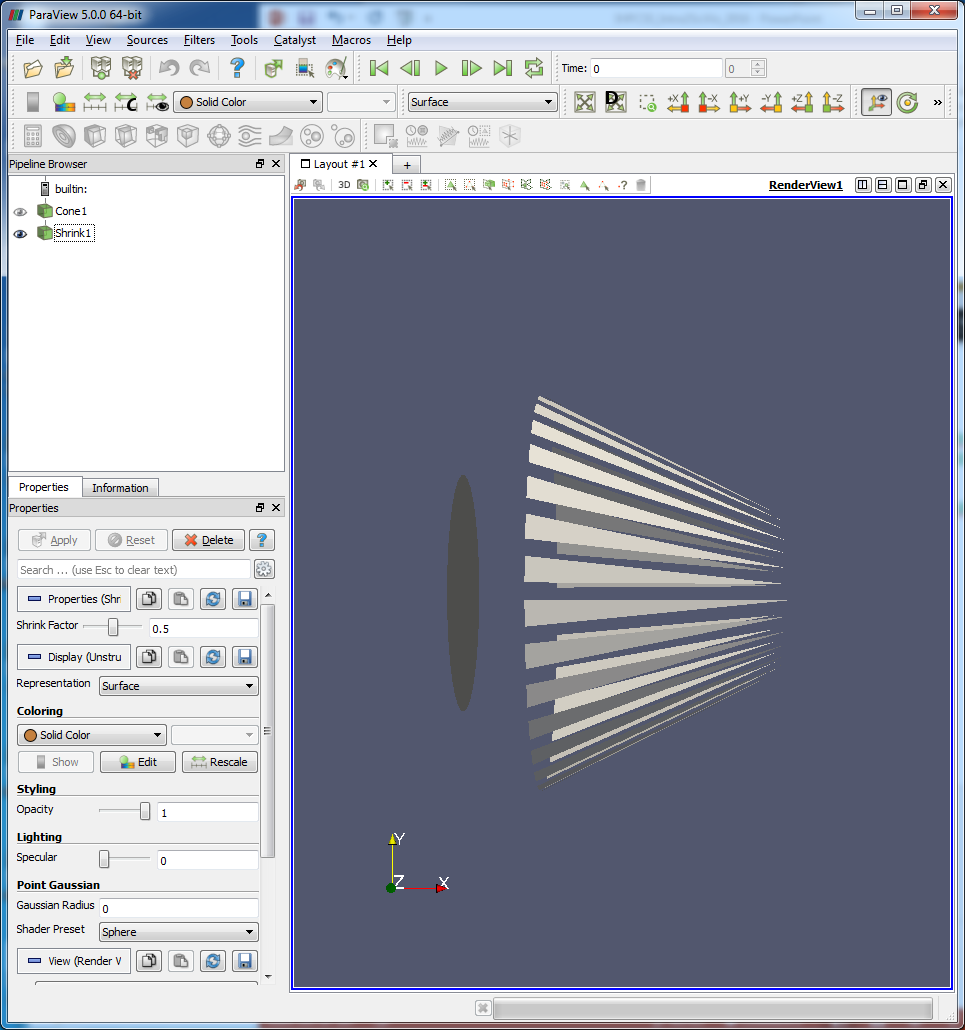 ParaView 5.0.0 64-bit
File Edit View Sources Filters Tools Catalyst Macros Help
Time: 0 0
Solid Color Surface D +X -X +Y -Y +Z -Z »
Pipeline Browser
Layout #1 +
3D ? RenderView1
builtin:
Cone1
Shrink1
Properties Information
Properties
Apply Reset Delete ?
Search ... (use Esc to clear text)
Properties (Shri
Shrink Factor 0.5
Display (Unstru
Representation Surface
Coloring
Solid Color
Show Edit Rescale
Styling
Opacity 1
Lighting
Specular 0
Point Gaussian
Gaussian Radius 0
Shader Preset Sphere
View (Render V
Y
Z X